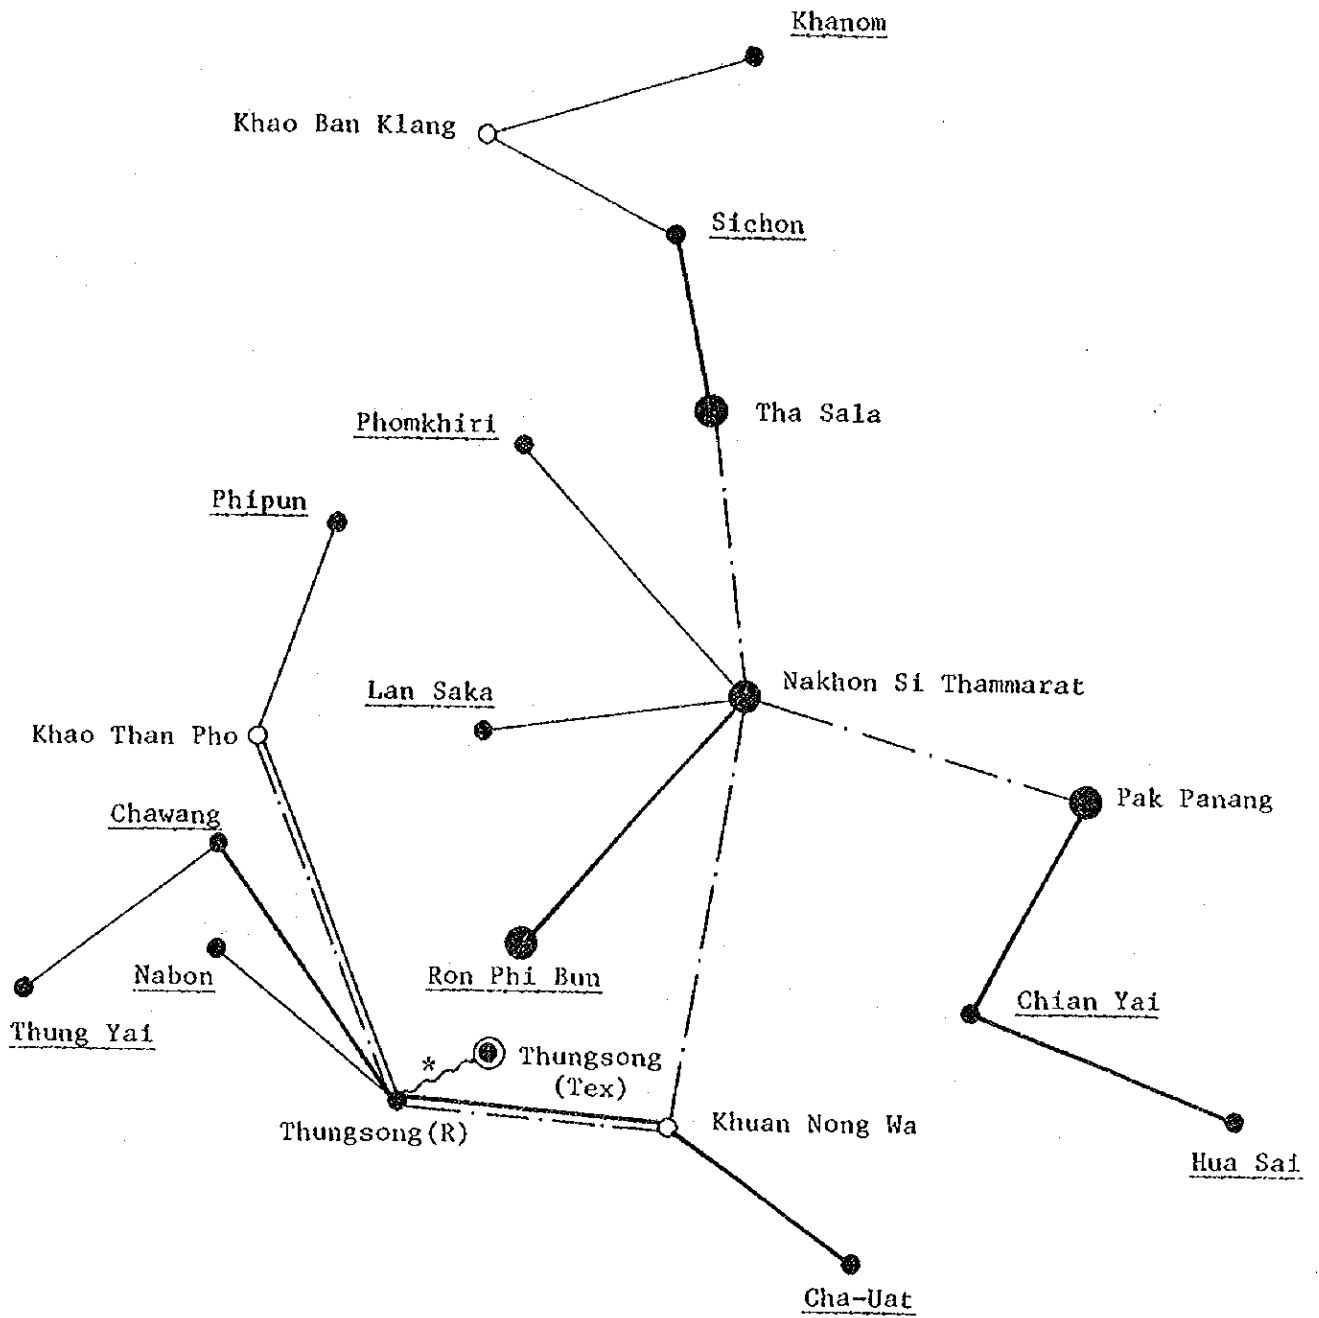 Khanom
Khao Ban Klang
Sichon
Tha Sala
Phomkhiri
Phipun
Nakhon Si Thammarat
Lan Saka
Khao Than Pho
Pak Panang
Chawang
Nabon
Ron Phi Bun
Chian Yai
Thung Yai
*
Thungsong
(Tex)
Thungsong(R)
Khuan Nong Wa
Hua Sai
Cha-Uat